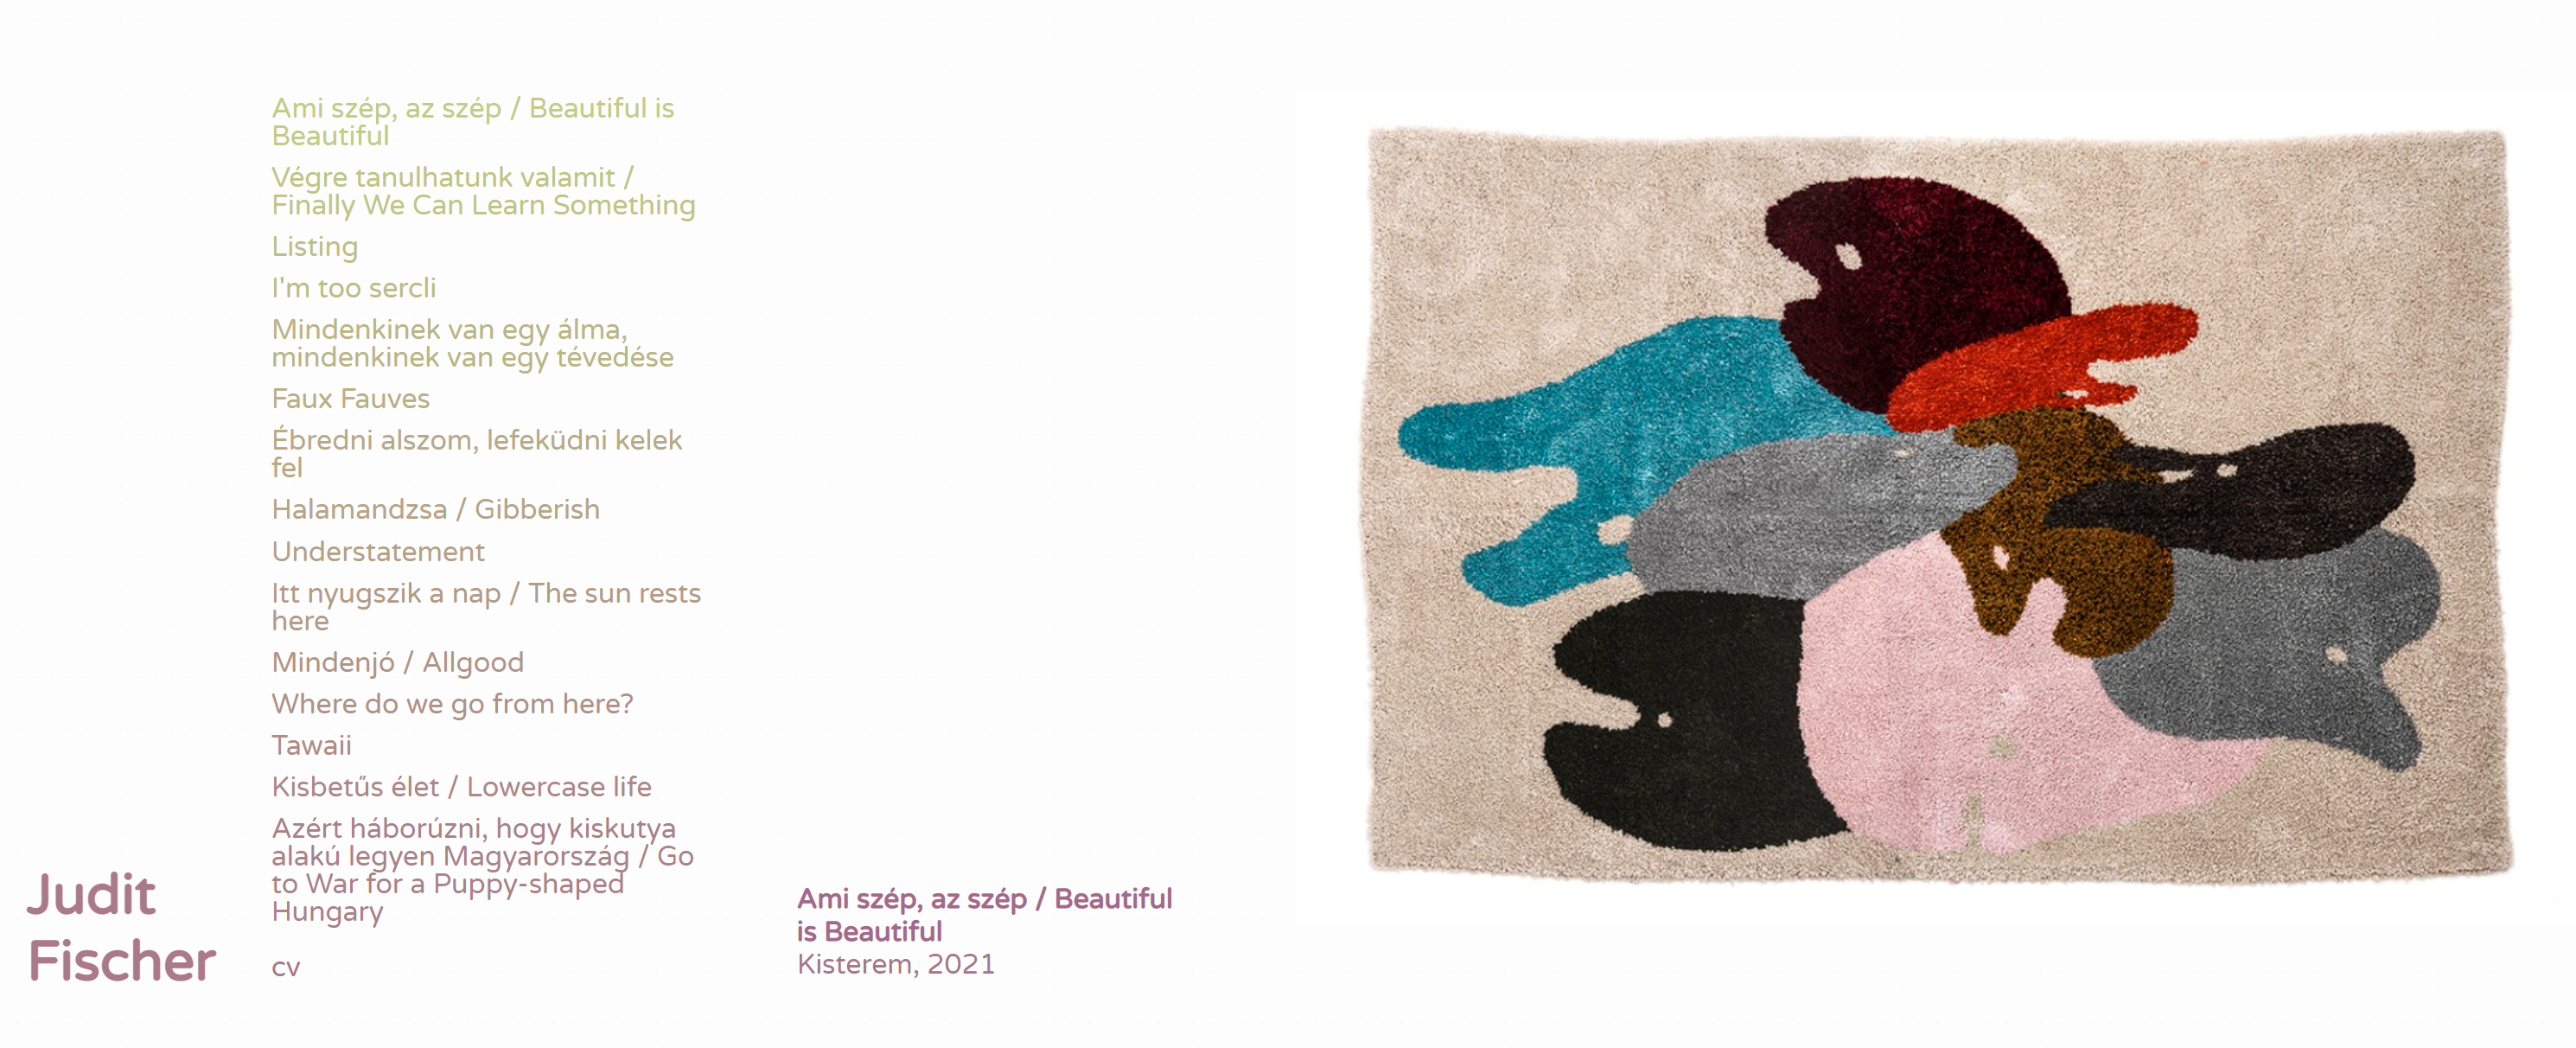 Ami szép, az szép / Beautiful is
Beautiful
Végre tanulhatunk valamit /
Finally We Can Learn Something
Listing
I'm too sercli
Mindenkinek van egy álma,
mindenkinek van egy tévedése
Faux Fauves
Ébredni alszom, lefeküdni kelek
fel
Halamandzsa / Gibberish
Understatement
Itt nyugszik a nap / The sun rests
here
Mindenjó / Allgood
Where do we go from here?
Tawaii
Kisbetűs élet / Lowercase life
Azért háborúzni, hogy kiskutya
alakú legyen Magyarország / Go
to War for a Puppy-shaped
Hungary
cv
Judit
Fischer
Ami szép, az szép / Beautiful
is Beautiful
Kisterem, 2021